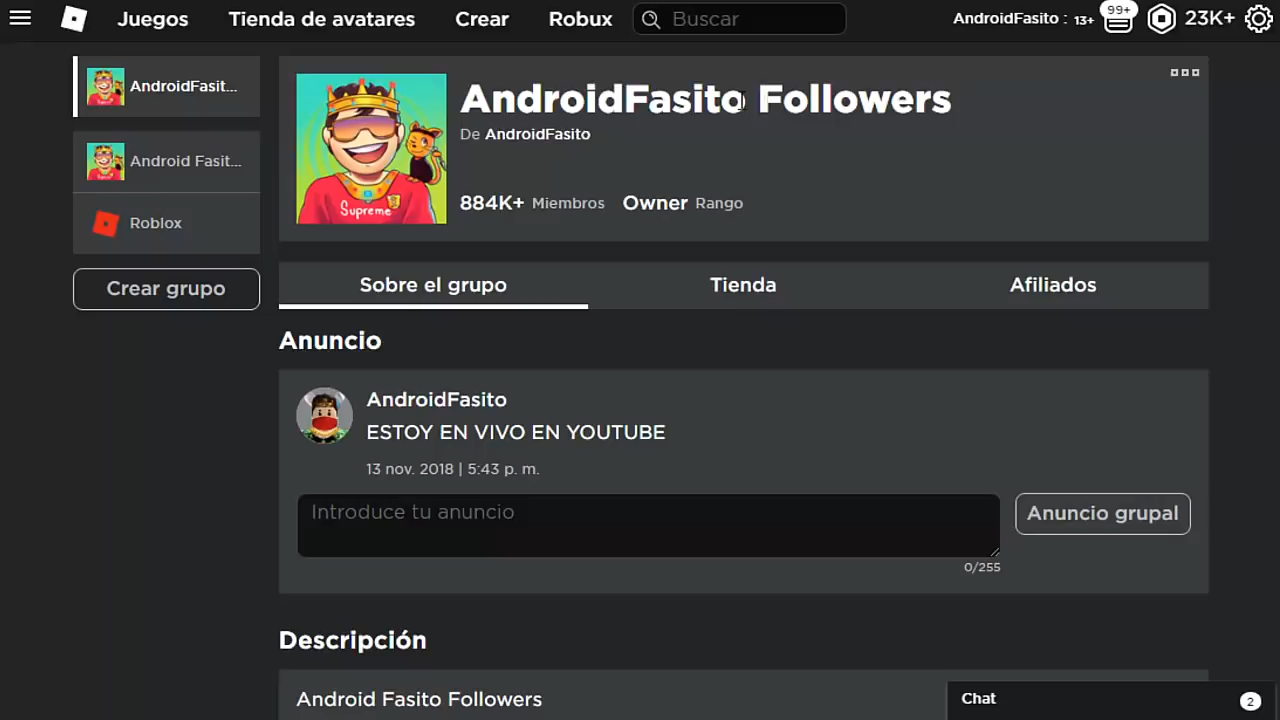 Juegos Tienda de avatares Crear Robux Buscar AndroidFasito : 13+ 99+ 23K+
AndroidFasit...
Android Fasit...
Roblox
Crear grupo
AndroidFasito Followers
De AndroidFasito
884K+ Miembros Owner Rango
Supreme
Sobre el grupo Tienda Afiliados
Anuncio
AndroidFasito
ESTOY EN VIVO EN YOUTUBE
13 nov. 2018 | 5:43 p. m.
Introduce tu anuncio
Anuncio grupal
0/255
Descripción
Android Fasito Followers
Chat 2